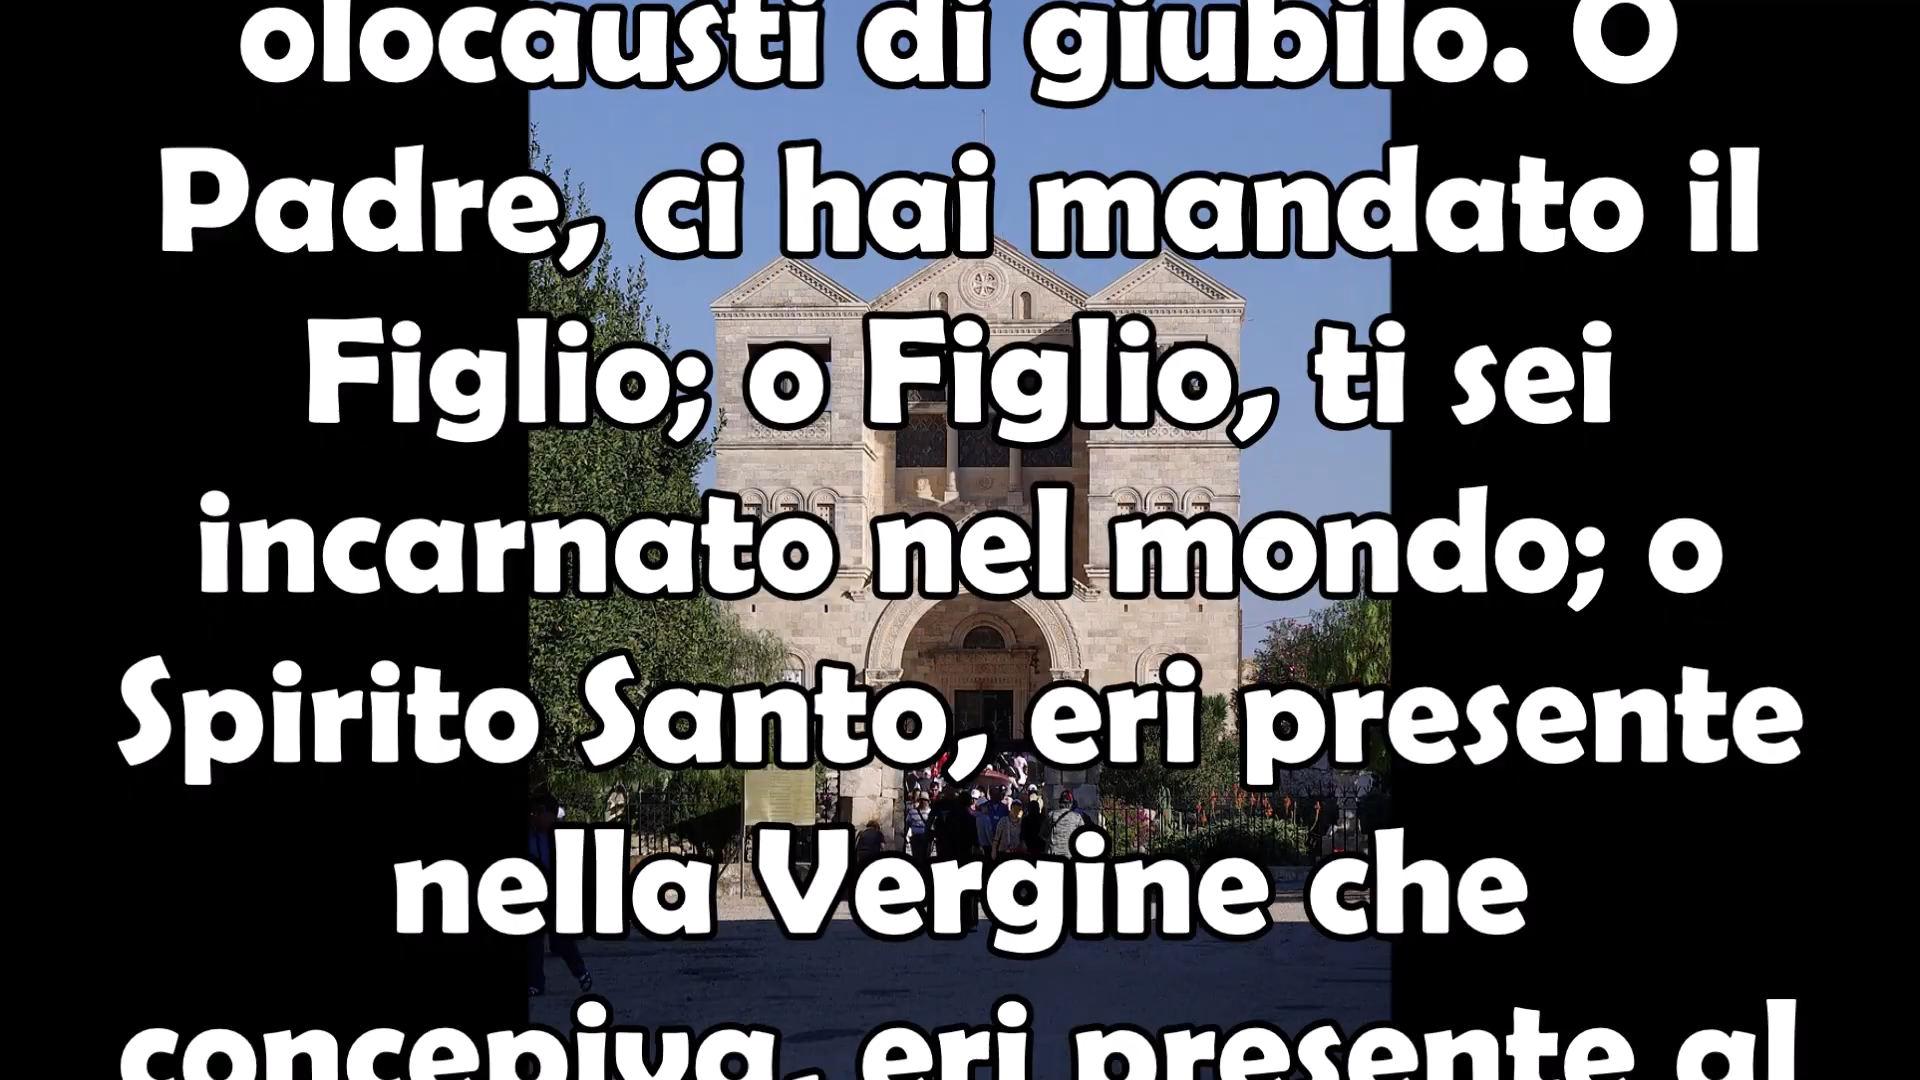 olocausti di giubilo. O
Padre, ci hai mandato il
Figlio; o Figlio, ti sei
incarnato nel mondo; o
Spirito Santo, eri presente
nella Vergine che
concepiva, eri presente al